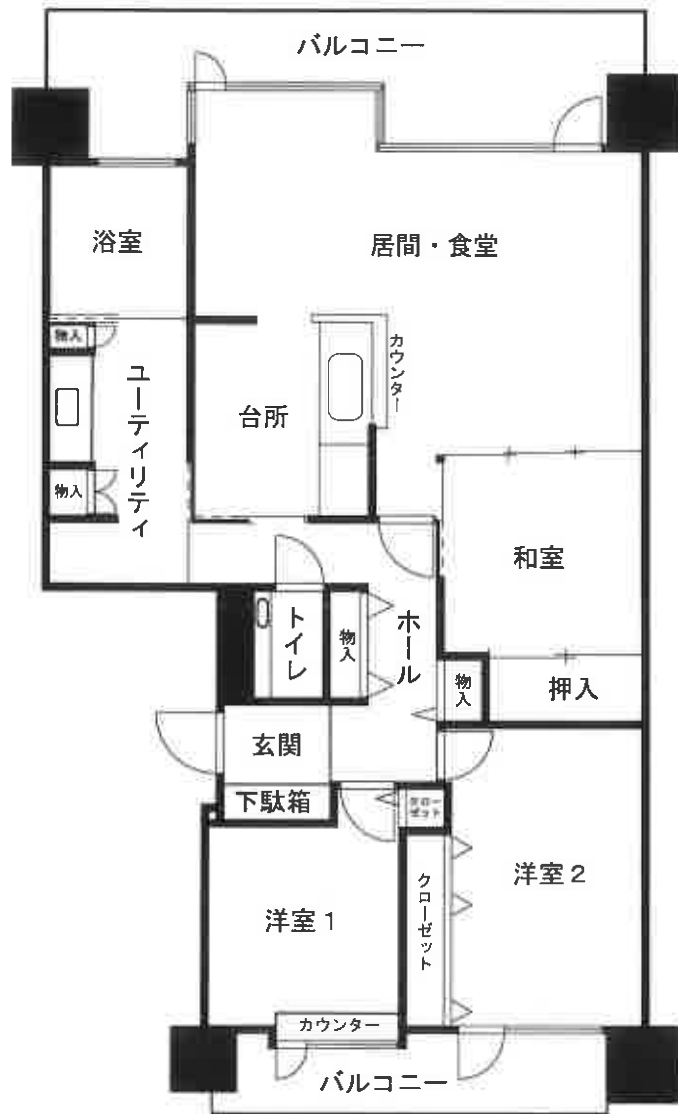 バルコニー
浴室
居間・食堂
物入
カウンター
ユーティリティ
台所
物入
和室
トイレ
物入
ホール
物入
押入
玄関
下駄箱
クローゼット
洋室2
クローゼット
洋室1
カウンター
バルコニー